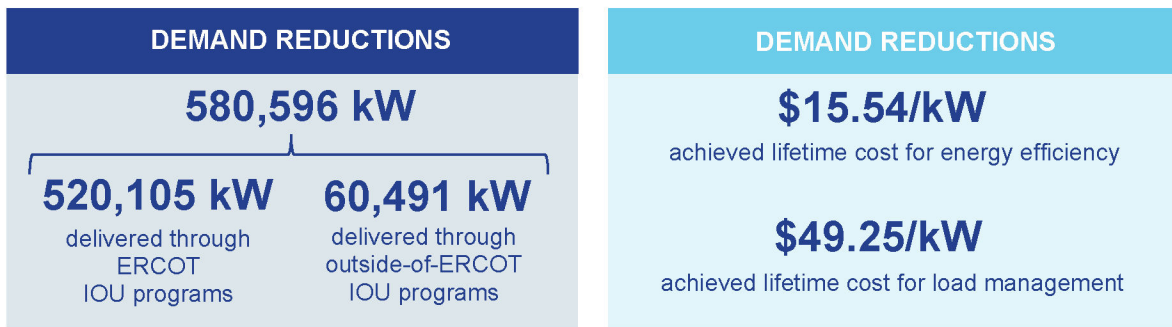 DEMAND REDUCTIONS
580,596 kW
520,105 kW
delivered through
ERCOT
IOU programs
60,491 kW
delivered through
outside-of-ERCOT
IOU programs
DEMAND REDUCTIONS
$15.54/kW
achieved lifetime cost for energy efficiency
$49.25/kW
achieved lifetime cost for load management